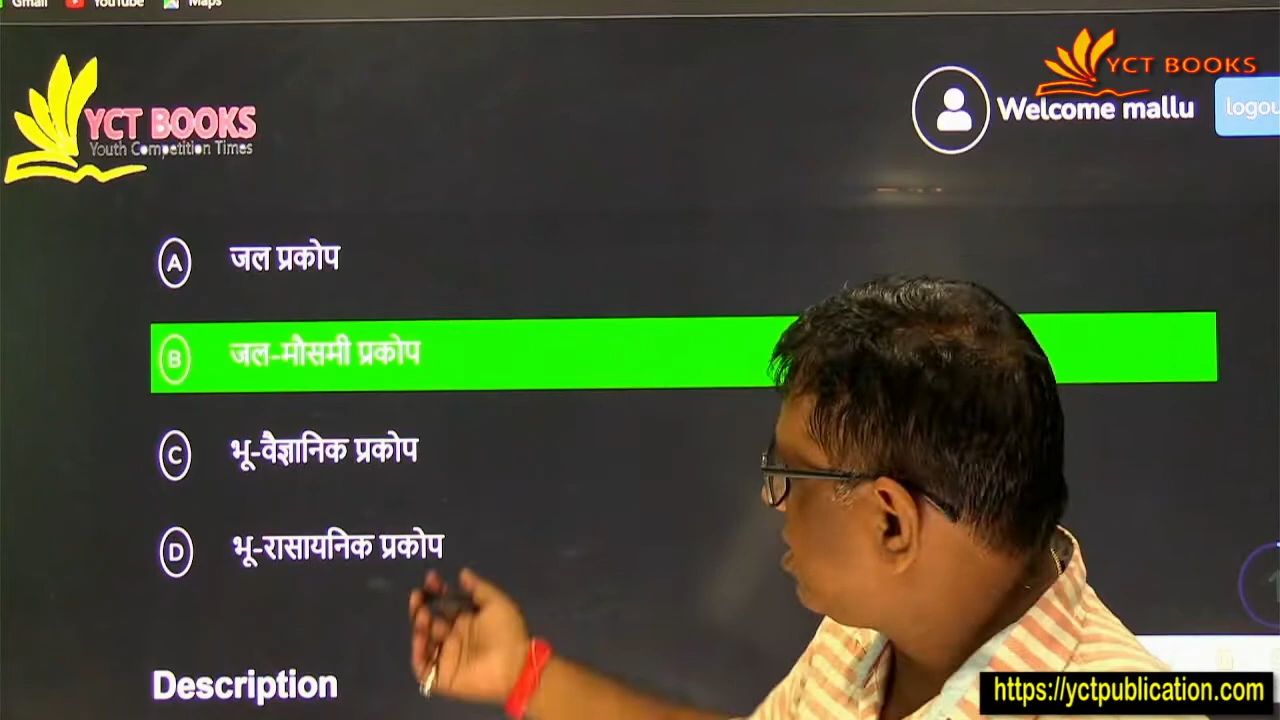 Gmail
YouTube
Maps
YCT BOOKS
Youth Competition Times
YCT BOOKS
Welcome mallu
A जल प्रकोप
B जल-मौसमी प्रकोप
C भू-वैज्ञानिक प्रकोप
D भू-रासायनिक प्रकोप
Description
https://yctpublication.com